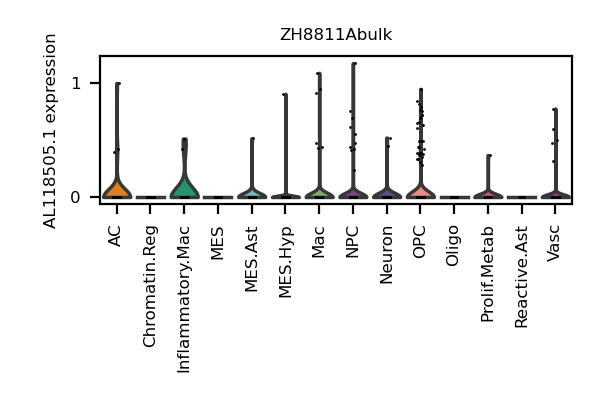 ZH8811Abulk
AL118505.1 expression
1
0
AC
Chromatin.Reg
Inflammatory.Mac
MES
MES.Ast
MES.Hyp
Mac
NPC
Neuron
OPC
Oligo
Prolif.Metab
Reactive.Ast
Vasc